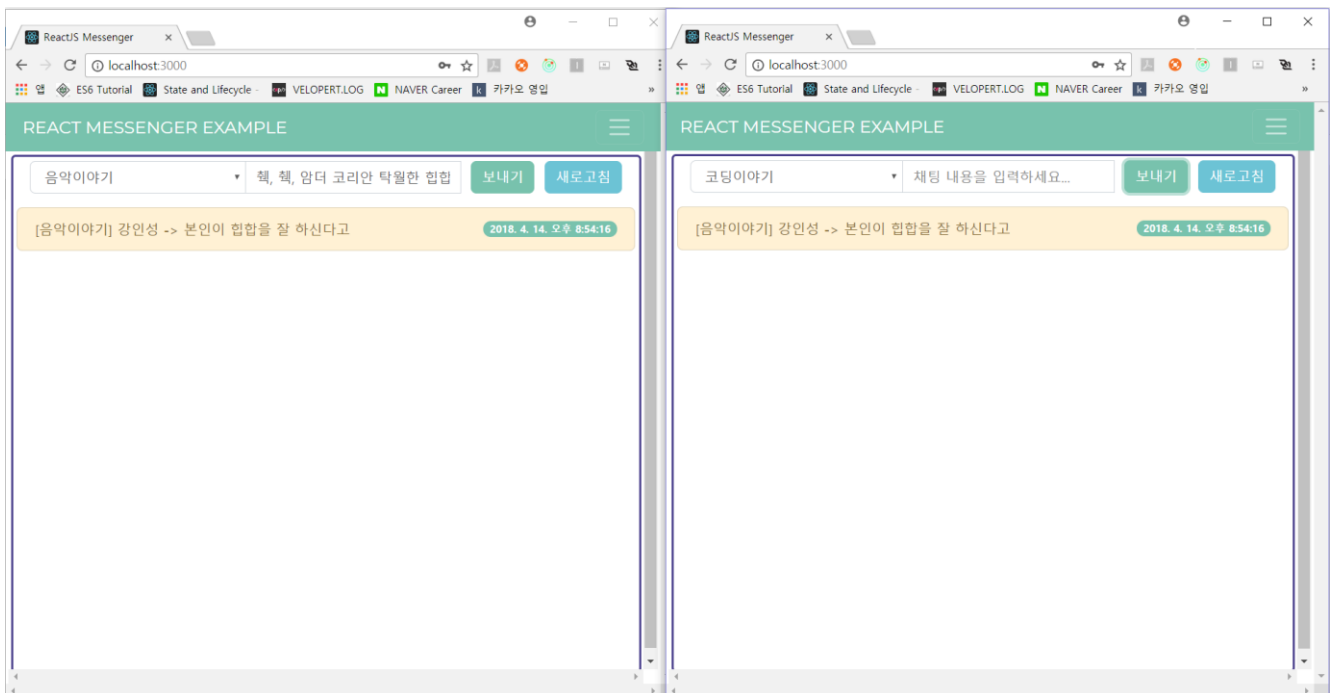 ReactJS Messenger
localhost:3000
앱 ES6 Tutorial State and Lifecycle - VELOPERT.LOG NAVER Career 카카오 영입 »
REACT MESSENGER EXAMPLE
음악이야기 쉑, 쉑, 암더 코리안 탁월한 힙합 보내기 새로고침
[음악이야기] 강인성 -> 본인이 힙합을 잘 하신다고 2018. 4. 14. 오후 8:54:16
ReactJS Messenger
localhost:3000
앱 ES6 Tutorial State and Lifecycle - VELOPERT.LOG NAVER Career 카카오 영입 »
REACT MESSENGER EXAMPLE
코딩이야기 채팅 내용을 입력하세요... 보내기 새로고침
[음악이야기] 강인성 -> 본인이 힙합을 잘 하신다고 2018. 4. 14. 오후 8:54:16